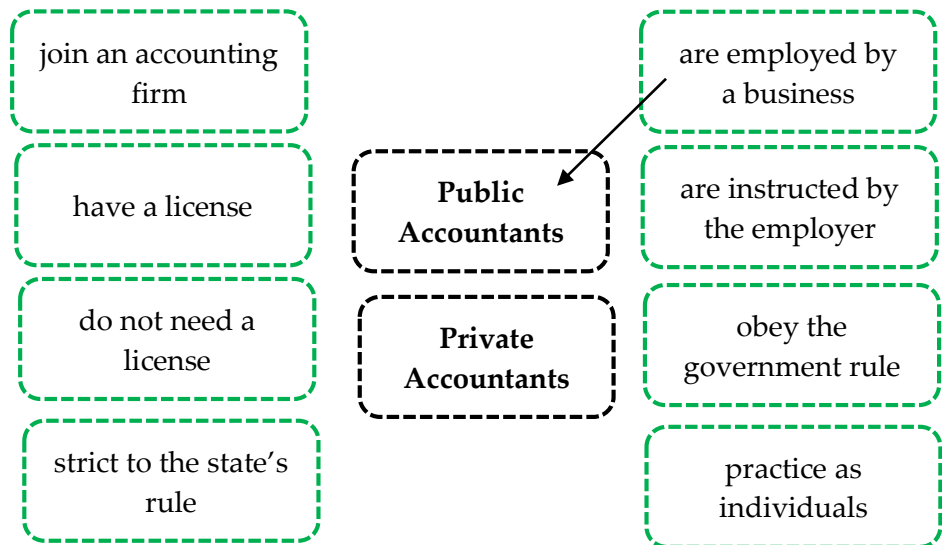 join an accounting
firm
have a license
do not need a
license
strict to the state’s
rule
Public
Accountants
Private
Accountants
are employed by
a business
are instructed by
the employer
obey the
government rule
practice as
individuals